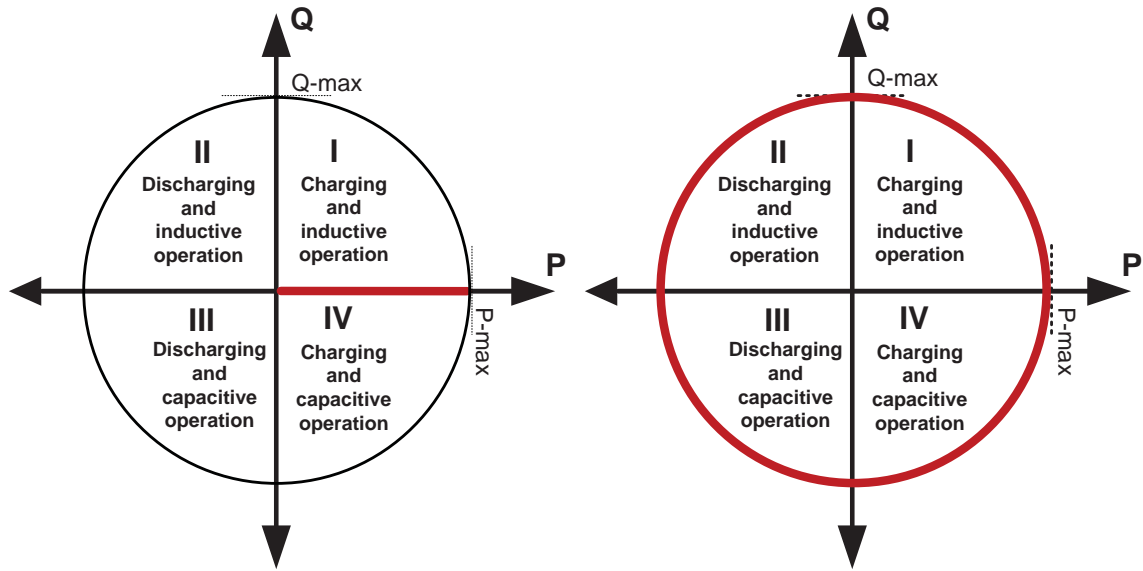 Q
Q-max
II
Discharging
and
inductive
operation
I
Charging
and
inductive
operation
P
III
Discharging
and
capacitive
operation
IV
Charging
and
capacitive
operation
P-max
Q
Q-max
II
Discharging
and
inductive
operation
I
Charging
and
inductive
operation
P
III
Discharging
and
capacitive
operation
IV
Charging
and
capacitive
operation
P-max